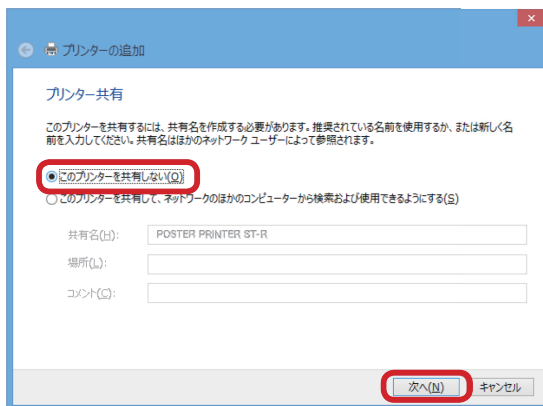 プリンターの追加
プリンター共有
このプリンターを共有するには、共有名を作成する必要があります。推奨されている名前を使用するか、または新しく名
前を入力してください。共有名はほかのネットワーク ユーザーによって参照されます。
このプリンターを共有しない(O)
このプリンターを共有して、ネットワークのほかのコンピューターから検索および使用できるようにする(S)
共有名(H): POSTER PRINTER ST-R
場所(L):
コメント(C):
次へ(N) キャンセル